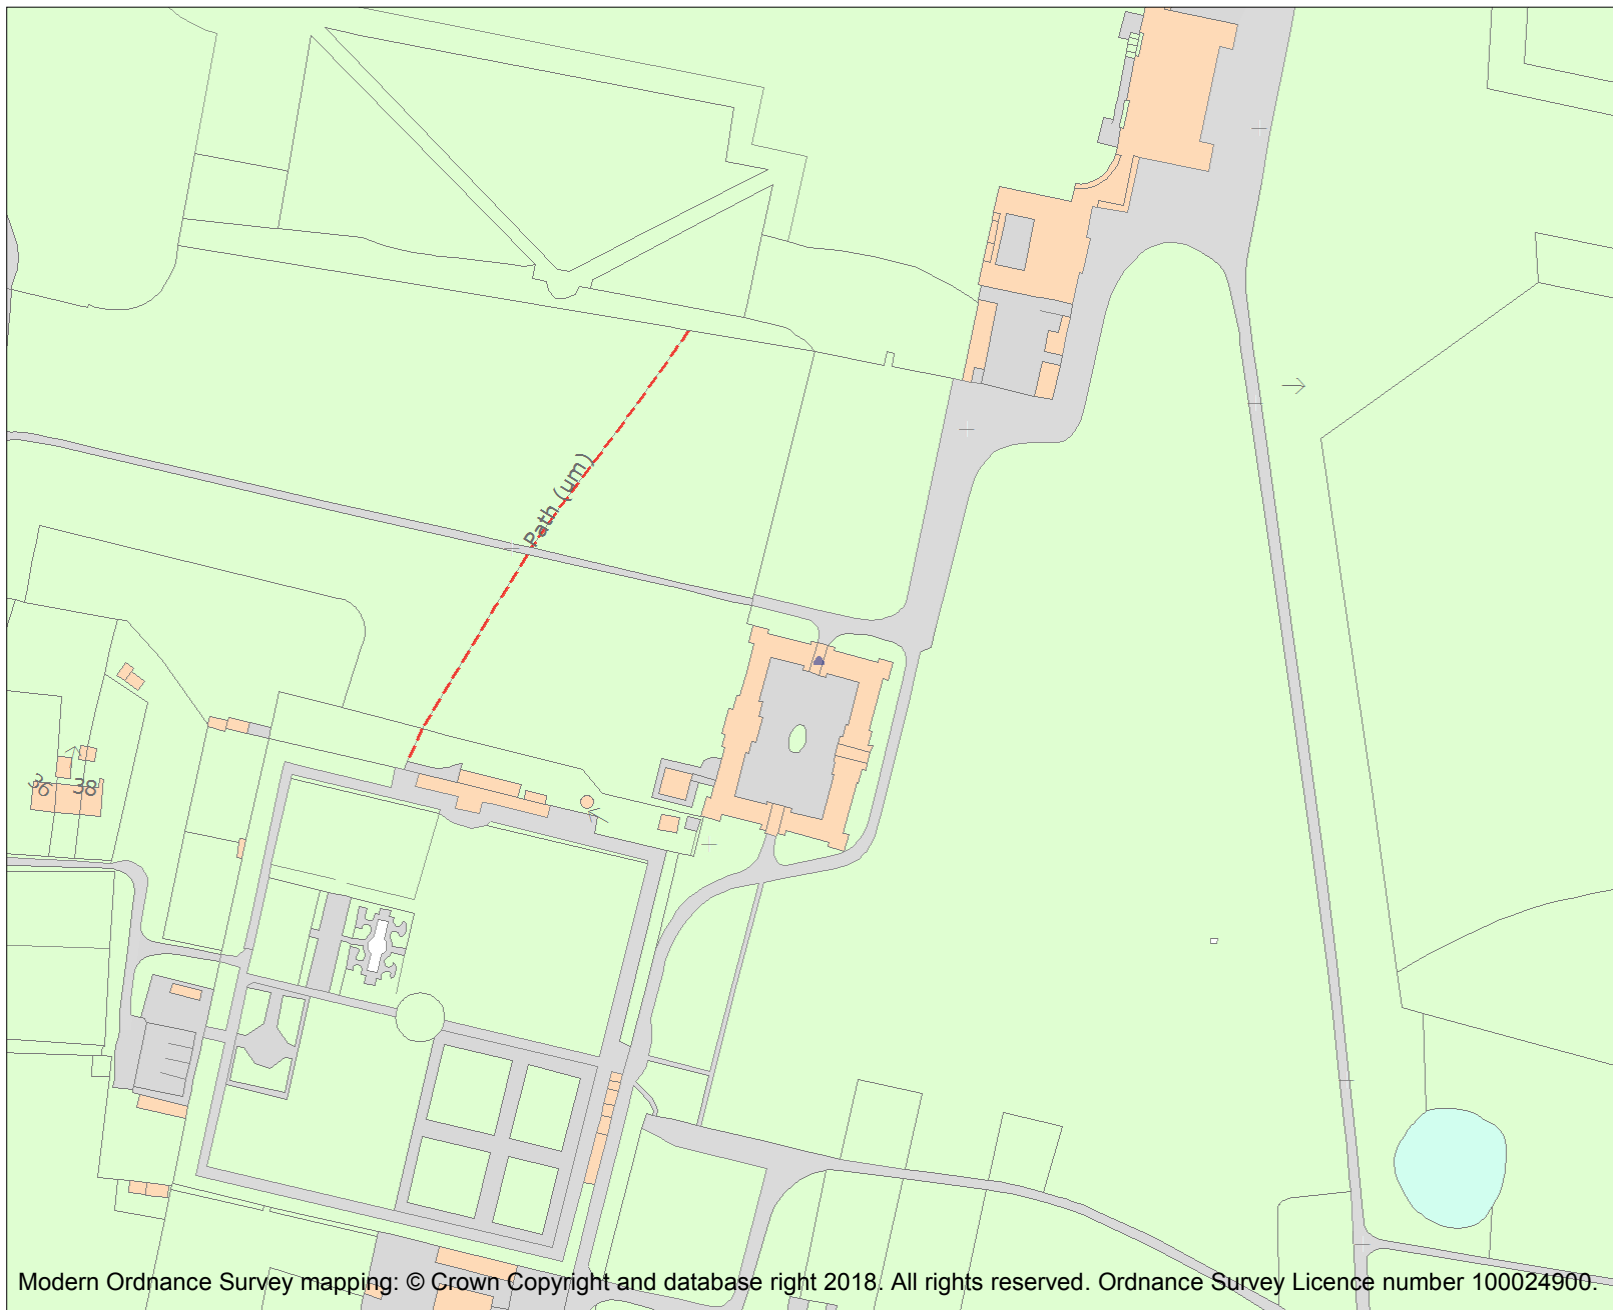 Path (um)
36
38
Modern Ordnance Survey mapping: © Crown Copyright and database right 2018. All rights reserved. Ordnance Survey Licence number 100024900.